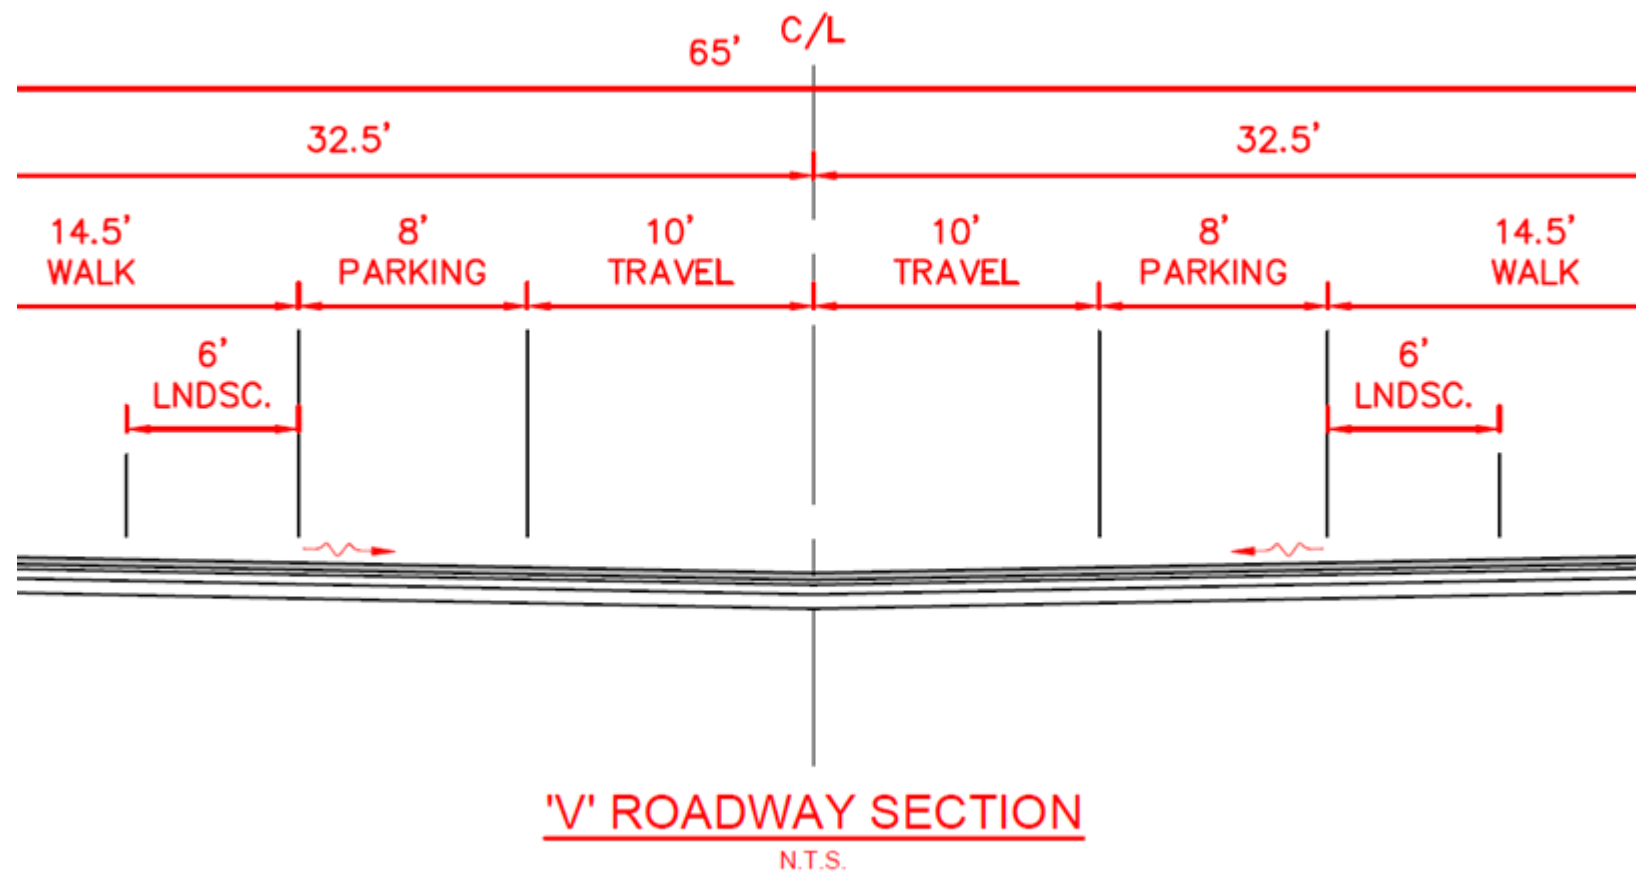 C/L
65'
32.5'
32.5'
14.5'
WALK
8'
PARKING
10'
TRAVEL
10'
TRAVEL
8'
PARKING
14.5'
WALK
6'
LNDSC.
6'
LNDSC.
'V' ROADWAY SECTION
N.T.S.